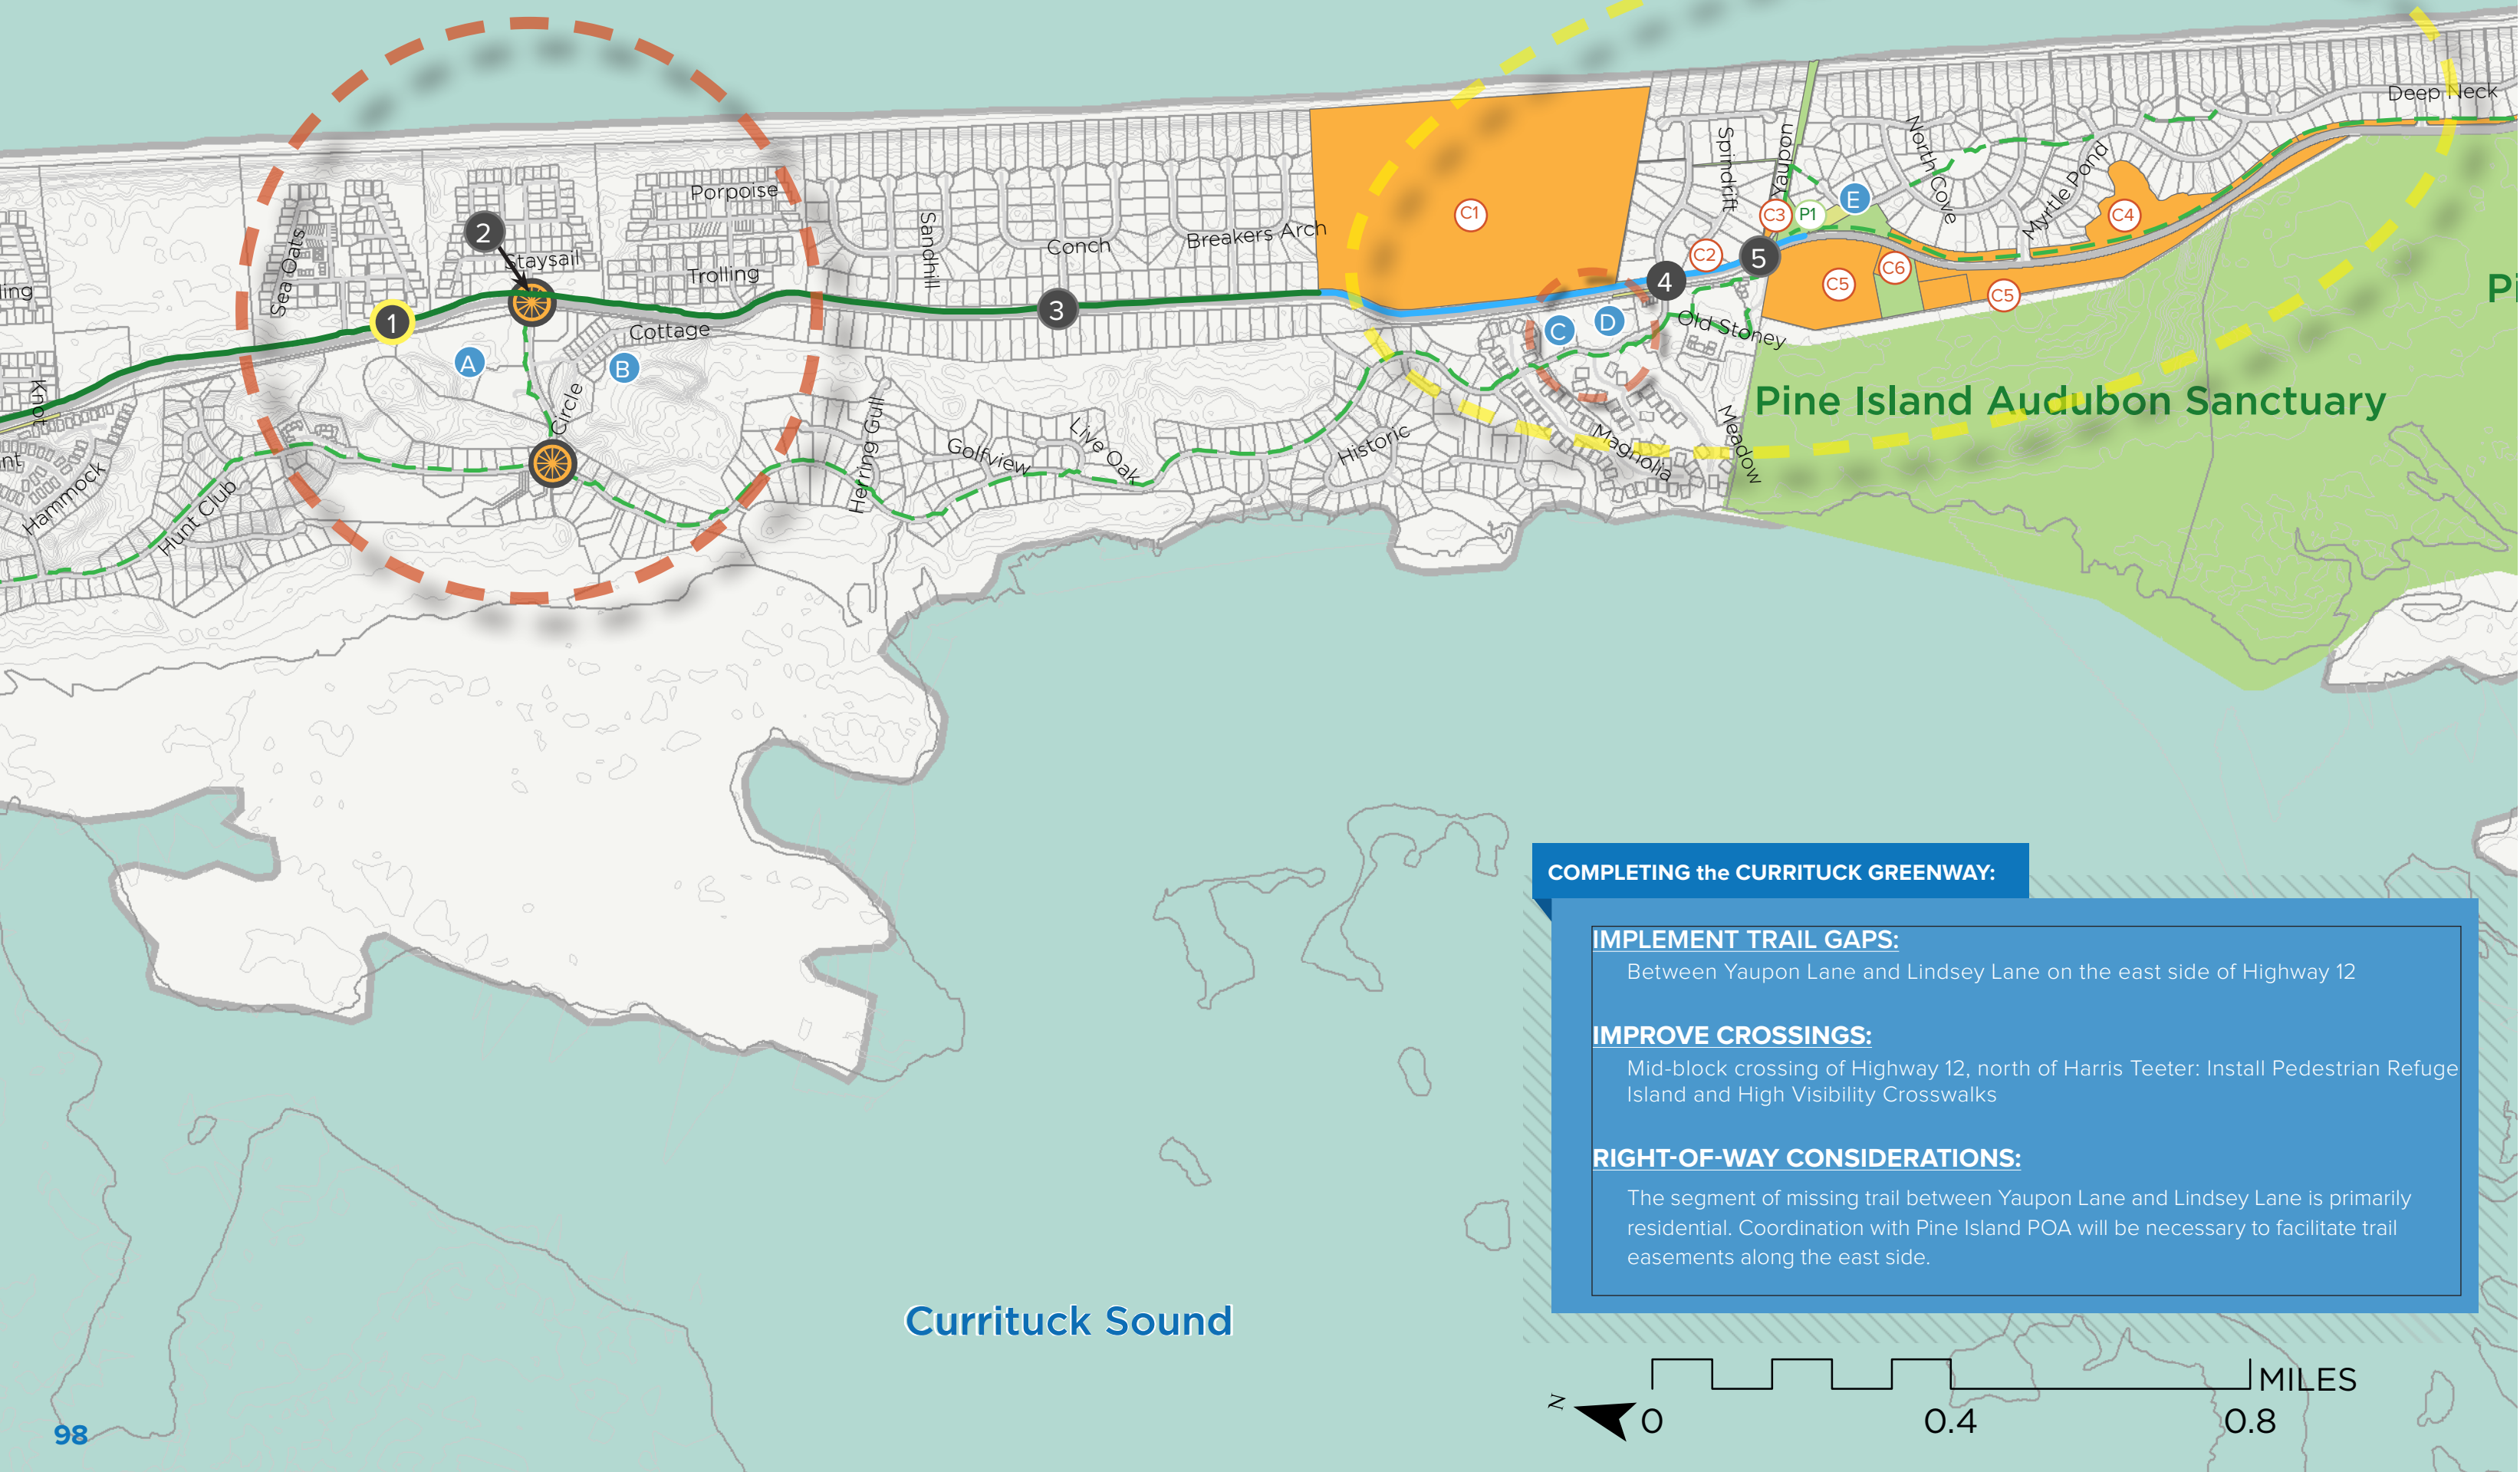 Deep Neck
Spindrift
Yaupon
North Cove
Myrtle Pond
Porpoise
Sea Oats
2
Staysail
Trolling
Sandhill
Conch
Breakers Arch
C1
C3
P1
E
C4
C2
5
C6
C5
C5
4
ling
1
3
Cottage
C
D
Old Stoney
A
B
Circle
Knot
Pine Island Audubon Sanctuary
Pi
nt
Hammock
Hunt Club
Herring Gull
Golfview
Live Oak
Historic
Magnolia
Meadow
COMPLETING the CURRITUCK GREENWAY:
IMPLEMENT TRAIL GAPS:
Between Yaupon Lane and Lindsey Lane on the east side of Highway 12
IMPROVE CROSSINGS:
Mid-block crossing of Highway 12, north of Harris Teeter: Install Pedestrian Refuge
Island and High Visibility Crosswalks
RIGHT-OF-WAY CONSIDERATIONS:
The segment of missing trail between Yaupon Lane and Lindsey Lane is primarily
residential. Coordination with Pine Island POA will be necessary to facilitate trail
easements along the east side.
Currituck Sound
MILES
N
0
0.4
0.8
98